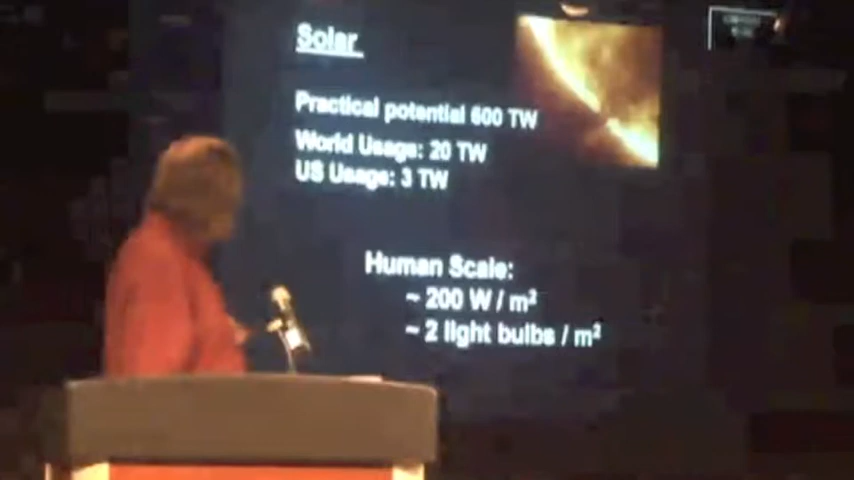 Solar
Practical potential 600 TW
World Usage: 20 TW
US Usage: 3 TW
Human Scale:
~ 200 W / m²
~ 2 light bulbs / m²